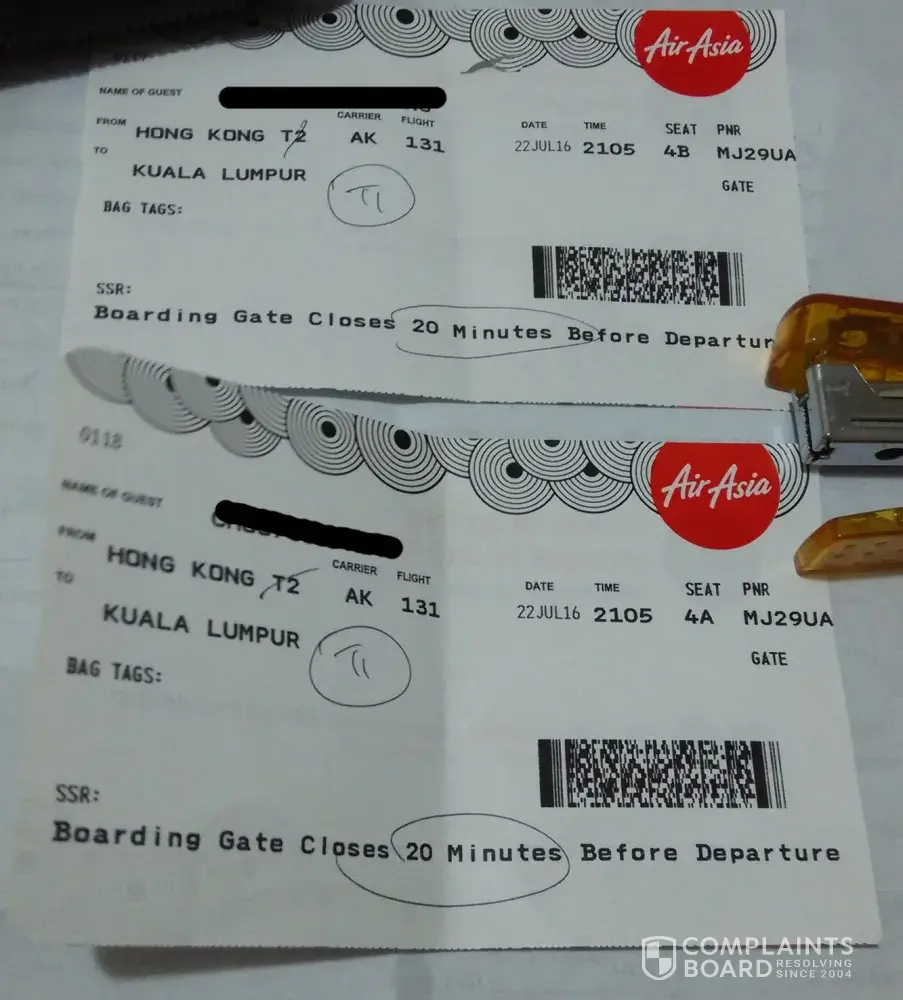 AirAsia
NAME OF GUEST
FROM HONG KONG T2 CARRIER AK FLIGHT 131 DATE 22JUL16 TIME 2105 SEAT 4B PNR MJ29UA
TO KUALA LUMPUR T1 GATE
BAG TAGS:
SSR:
Boarding Gate Closes 20 Minutes Before Departur
0118
AirAsia
NAME OF GUEST
FROM HONG KONG T2 CARRIER AK FLIGHT 131 DATE 22JUL16 TIME 2105 SEAT 4A PNR MJ29UA
TO KUALA LUMPUR T1 GATE
BAG TAGS:
SSR:
Boarding Gate Closes 20 Minutes Before Departure
COMPLAINTS
BOARD RESOLVING SINCE 2004